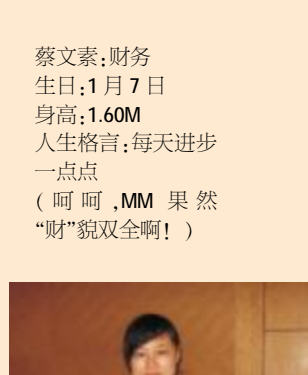 蔡文素:财务
生日:1月7日
身高:1.60M
人生格言:每天进步
一点点
(呵呵,MM 果然
“财”貌双全啊! )